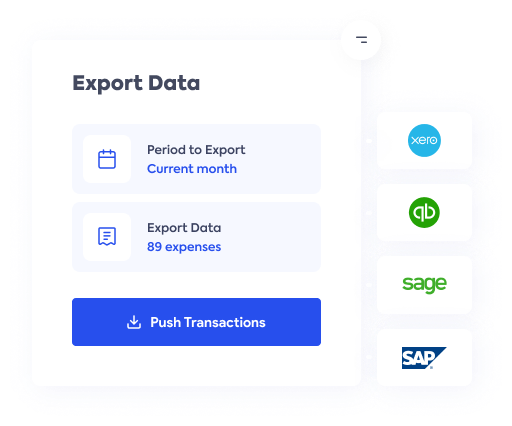 Export Data
Period to Export
Current month
Export Data
89 expenses
Push Transactions
xero
qb
sage
SAP